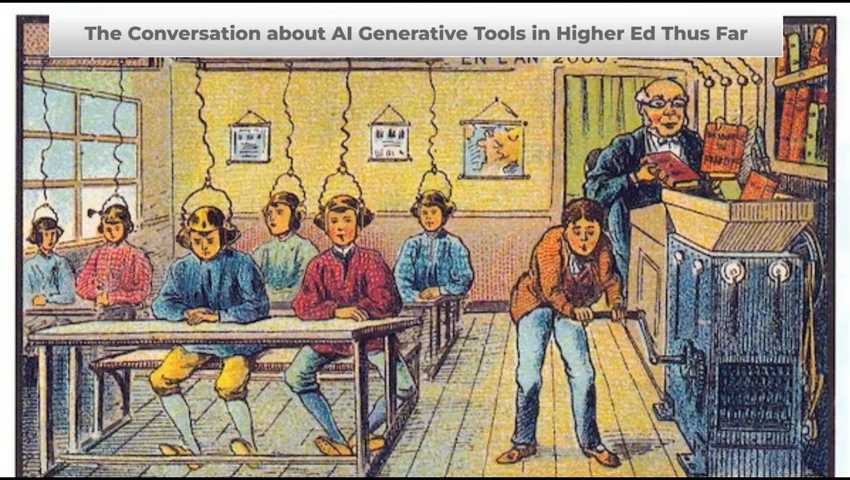 The Conversation about AI Generative Tools in Higher Ed Thus Far
EN L'AN 2000.